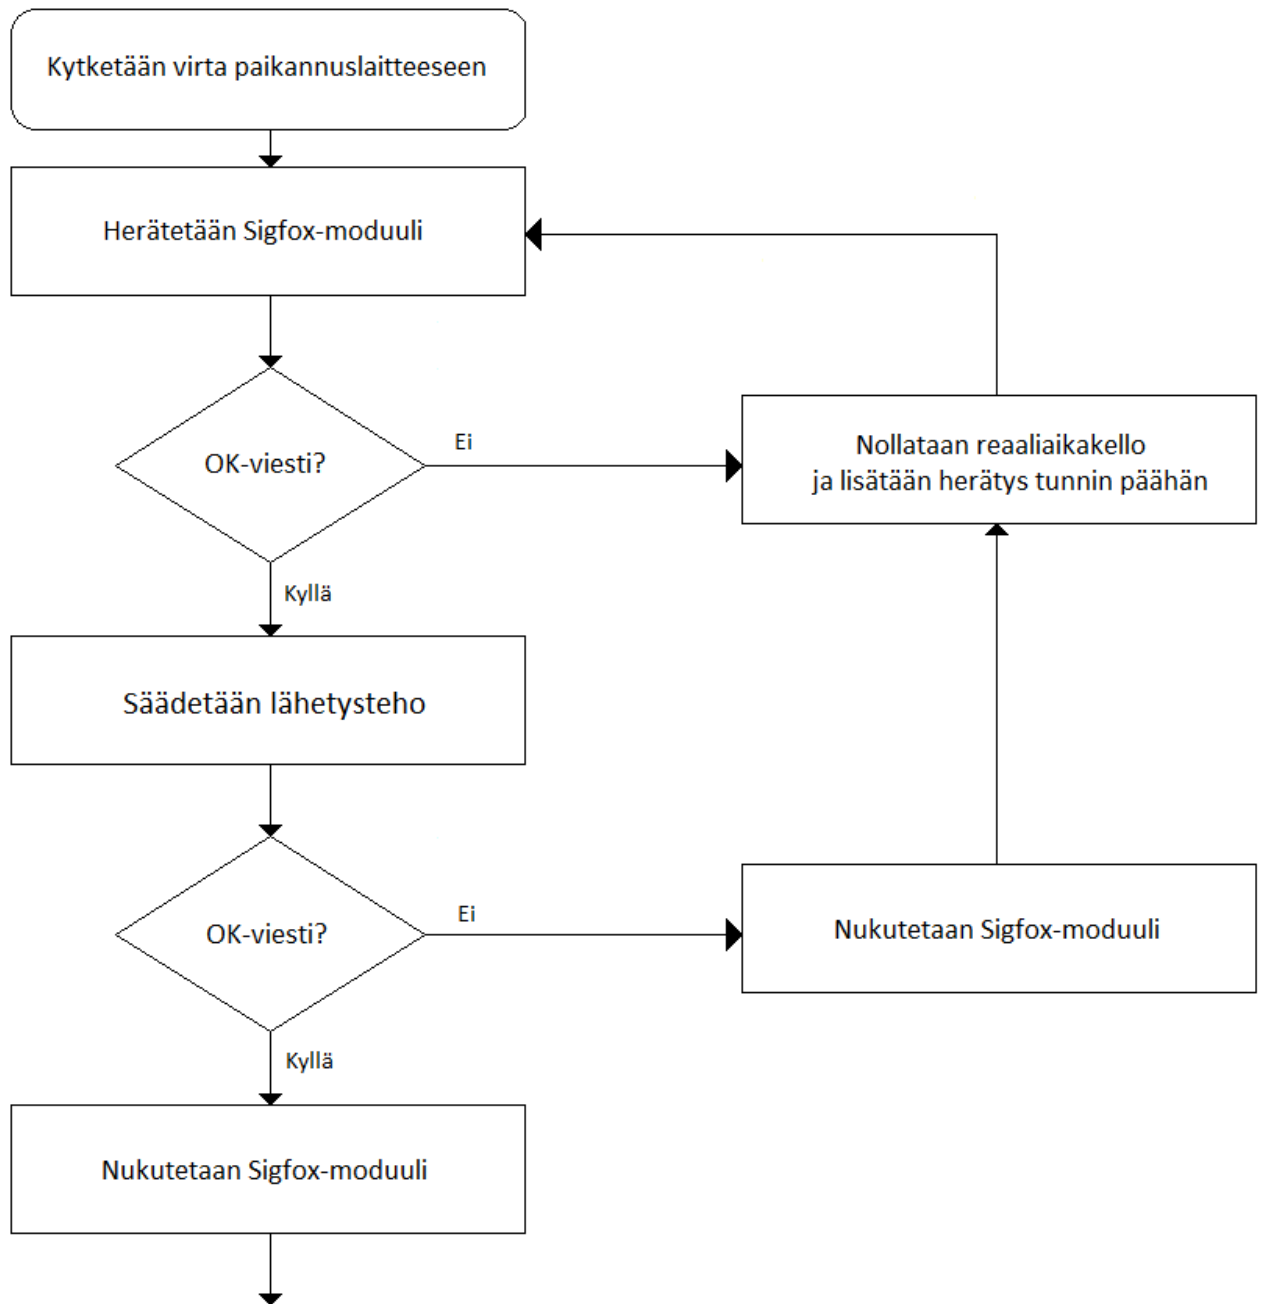 Kytketään virta paikannuslaitteeseen
Herätetään Sigfox-moduuli
OK-viesti?
Ei
Nollataan reaaliaikakello
ja lisätään herätys tunnin päähän
Kyllä
Säädetään lähetysteho
OK-viesti?
Ei
Nukutetaan Sigfox-moduuli
Kyllä
Nukutetaan Sigfox-moduuli